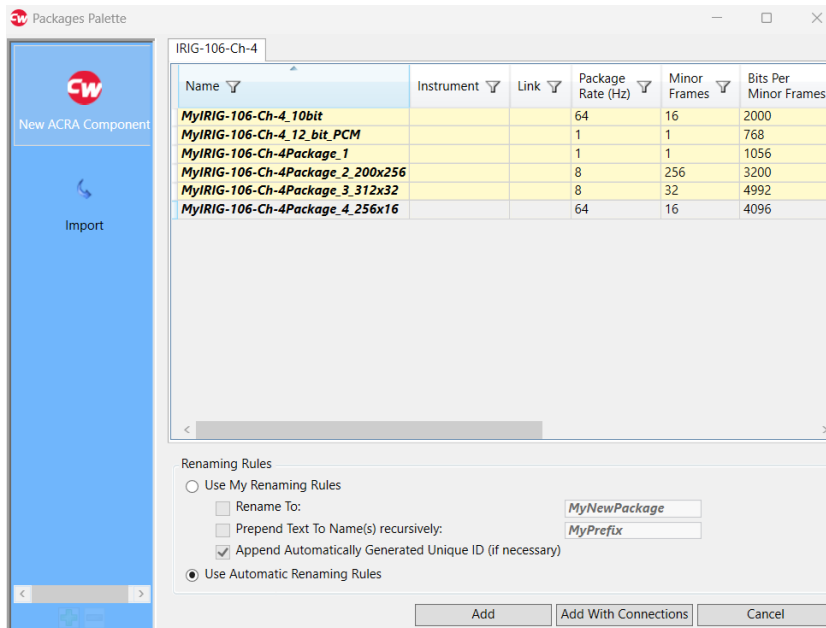 Packages Palette
New ACRA Component
Import
IRIG-106-Ch-4
Name Instrument Link Package Rate (Hz) Minor Frames Bits Per Minor Frames
MyIRIG-106-Ch-4_10bit 64 16 2000
MyIRIG-106-Ch-4_12_bit_PCM 1 1 768
MyIRIG-106-Ch-4Package_1 1 1 1056
MyIRIG-106-Ch-4Package_2_200x256 8 256 3200
MyIRIG-106-Ch-4Package_3_312x32 8 32 4992
MyIRIG-106-Ch-4Package_4_256x16 64 16 4096
Renaming Rules
Use My Renaming Rules
Rename To: MyNewPackage
Prepend Text To Name(s) recursively: MyPrefix
Append Automatically Generated Unique ID (if necessary)
Use Automatic Renaming Rules
Add Add With Connections Cancel